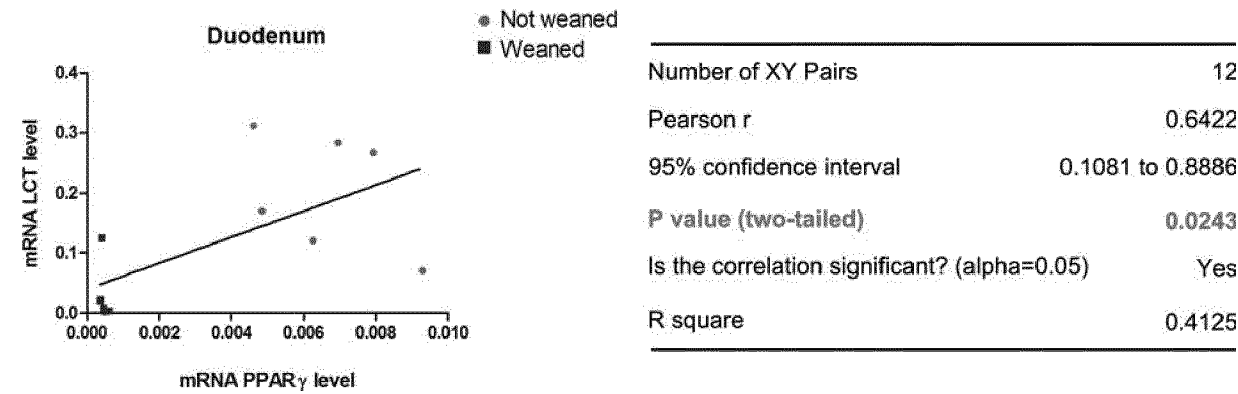 Duodenum
Not weaned
Weaned
mRNA LCT level
0.4
0.3
0.2
0.1
0.0
0.000 0.002 0.004 0.006 0.008 0.010
mRNA PPARγ level
Number of XY Pairs 12
Pearson r 0.6422
95% confidence interval 0.1081 to 0.8886
P value (two-tailed) 0.0243
Is the correlation significant? (alpha=0.05) Yes
R square 0.4125